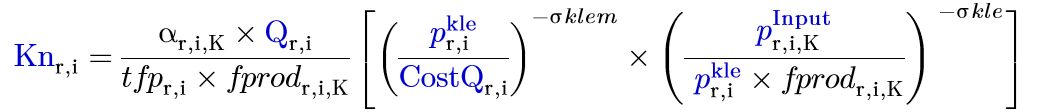 Kn_{r,i} = \frac{α_{r,i,K} × Q_{r,i}}{tfp_{r,i} × fprod_{r,i,K}} \left[ \left( \frac{p^{kle}_{r,i}}{CostQ_{r,i}} \right)^{-σklem} × \left( \frac{p^{Input}_{r,i,K}}{p^{kle}_{r,i} × fprod_{r,i,K}} \right)^{-σkle} \right]